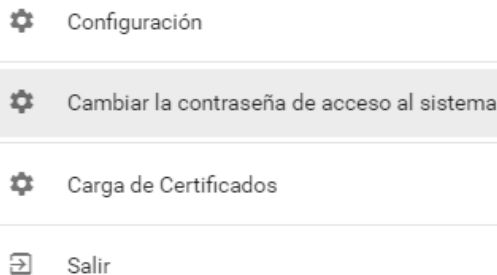 Configuración
Cambiar la contraseña de acceso al sistema
Carga de Certificados
Salir